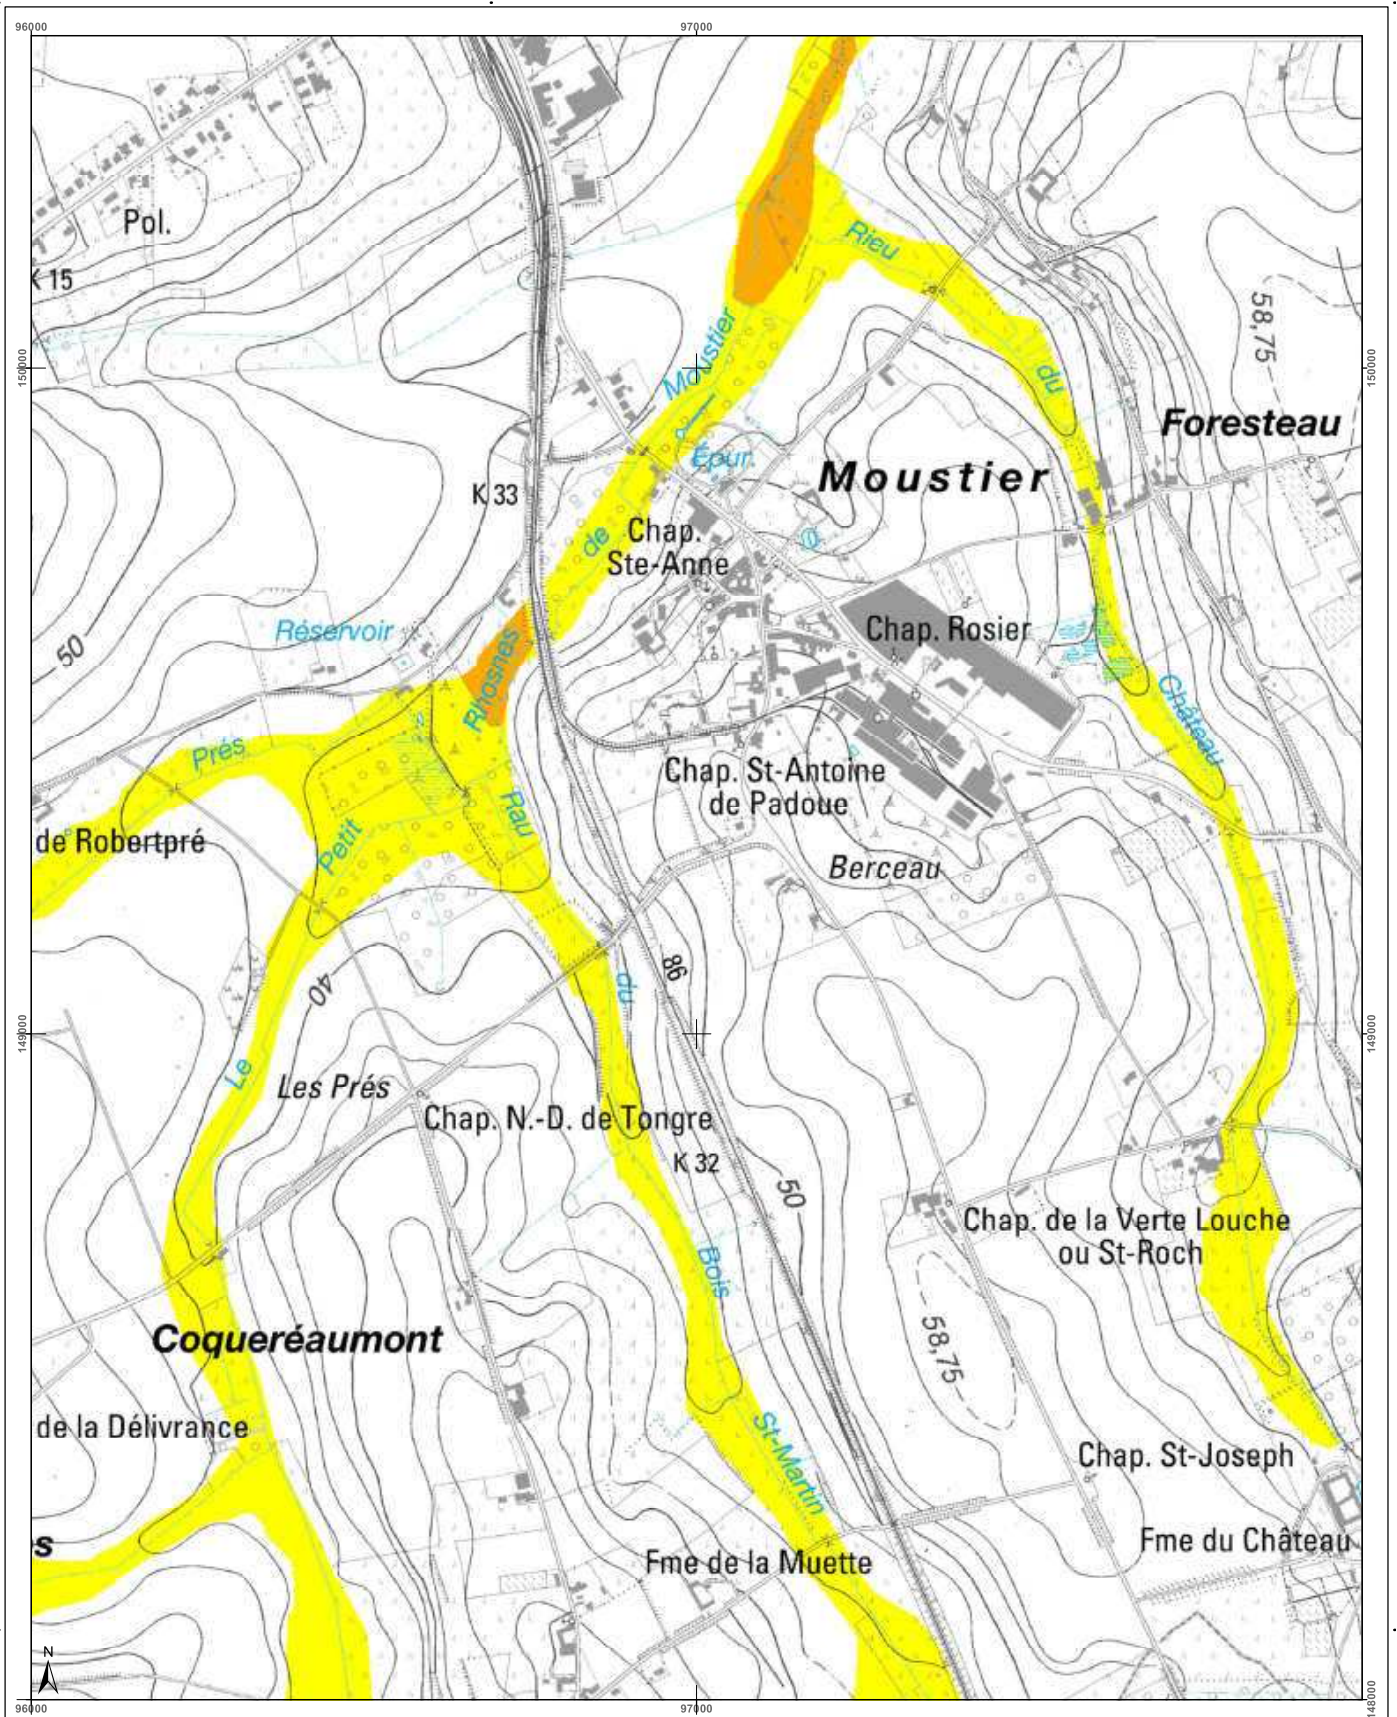 96000
97000
Pol.
K 15
Rieu
58,75
Moustier
150000
150000
du
Foresteau
Épur.
Moustier
K 33
Chap.
Ste-Anne
de
Réservoir
Chap. Rosier
50
Rhosnes
Château
Prés
Chap. St-Antoine
de Padoue
Rau
de Robertpré
Petit
Berceau
86
du
40
149000
149000
Le
Les Prés
Chap. N.-D. de Tongre
K 32
50
Chap. de la Verte Louche
ou St-Roch
Bois
Coqueréaumont
58,75
de la Délivrance
St-Martin
Chap. St-Joseph
s
Fme du Château
Fme de la Muette
N
96000
97000
148000